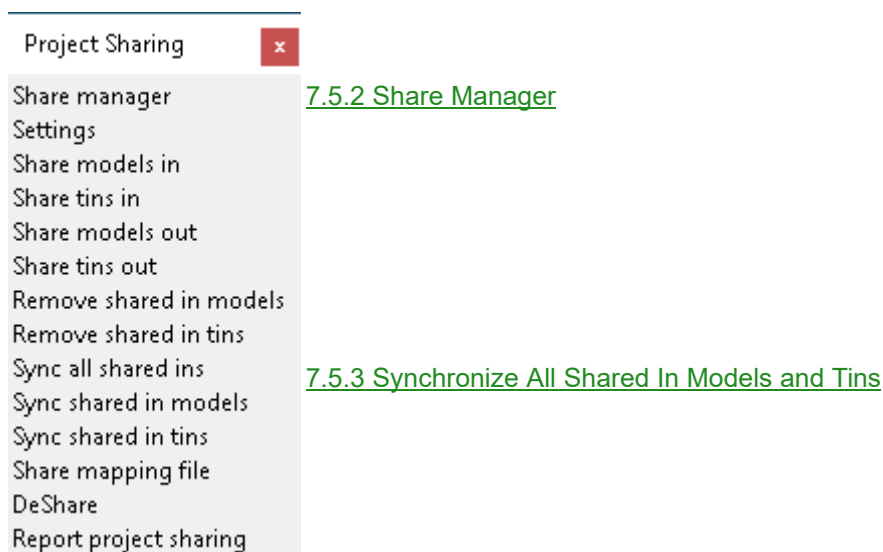 Project Sharing x
Share manager 7.5.2 Share Manager
Settings
Share models in
Share tins in
Share models out
Share tins out
Remove shared in models
Remove shared in tins
Sync all shared ins 7.5.3 Synchronize All Shared In Models and Tins
Sync shared in models
Sync shared in tins
Share mapping file
DeShare
Report project sharing